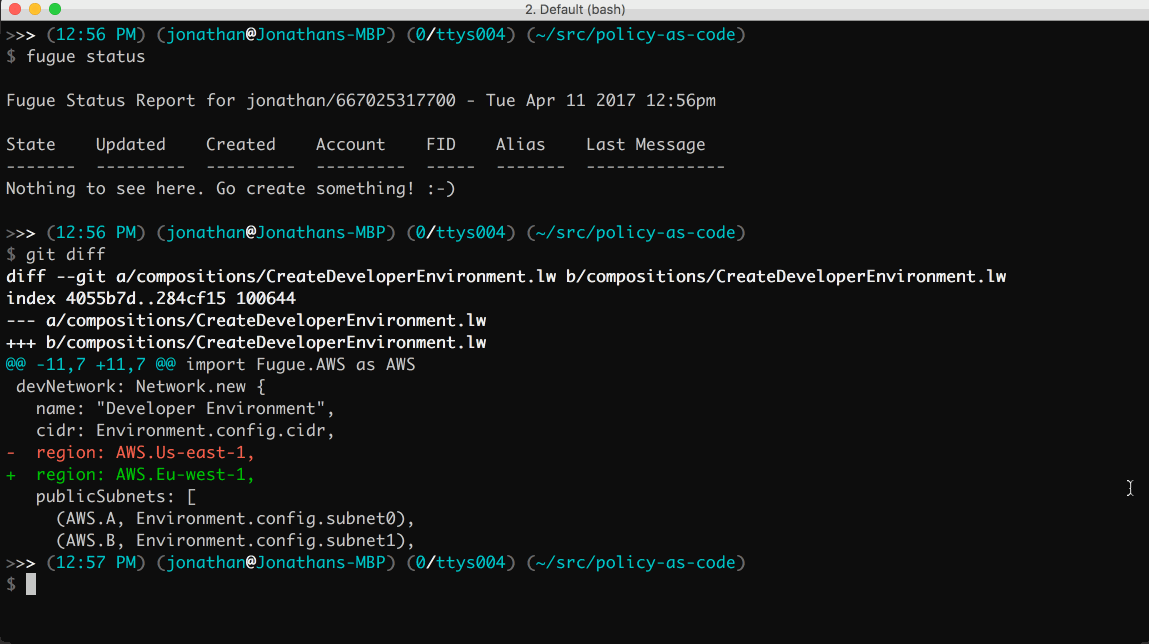 2. Default (bash)
>>> (12:56 PM) (jonathan@Jonathans-MBP) (0/ttys004) (~/src/policy-as-code)
$ fugue status
Fugue Status Report for jonathan/667025317700 - Tue Apr 11 2017 12:56pm
State    Updated    Created    Account    FID    Alias    Last Message
-------  ---------  ---------  ---------  -----  -------  --------------
Nothing to see here. Go create something! :-)
>>> (12:56 PM) (jonathan@Jonathans-MBP) (0/ttys004) (~/src/policy-as-code)
$ git diff
diff --git a/compositions/CreateDeveloperEnvironment.lw b/compositions/CreateDeveloperEnvironment.lw
index 4055b7d..284cf15 100644
--- a/compositions/CreateDeveloperEnvironment.lw
+++ b/compositions/CreateDeveloperEnvironment.lw
@@ -11,7 +11,7 @@ import Fugue.AWS as AWS
 devNetwork: Network.new {
   name: "Developer Environment",
   cidr: Environment.config.cidr,
-  region: AWS.Us-east-1,
+  region: AWS.Eu-west-1,
   publicSubnets: [
     (AWS.A, Environment.config.subnet0),
     (AWS.B, Environment.config.subnet1),
>>> (12:57 PM) (jonathan@Jonathans-MBP) (0/ttys004) (~/src/policy-as-code)
$